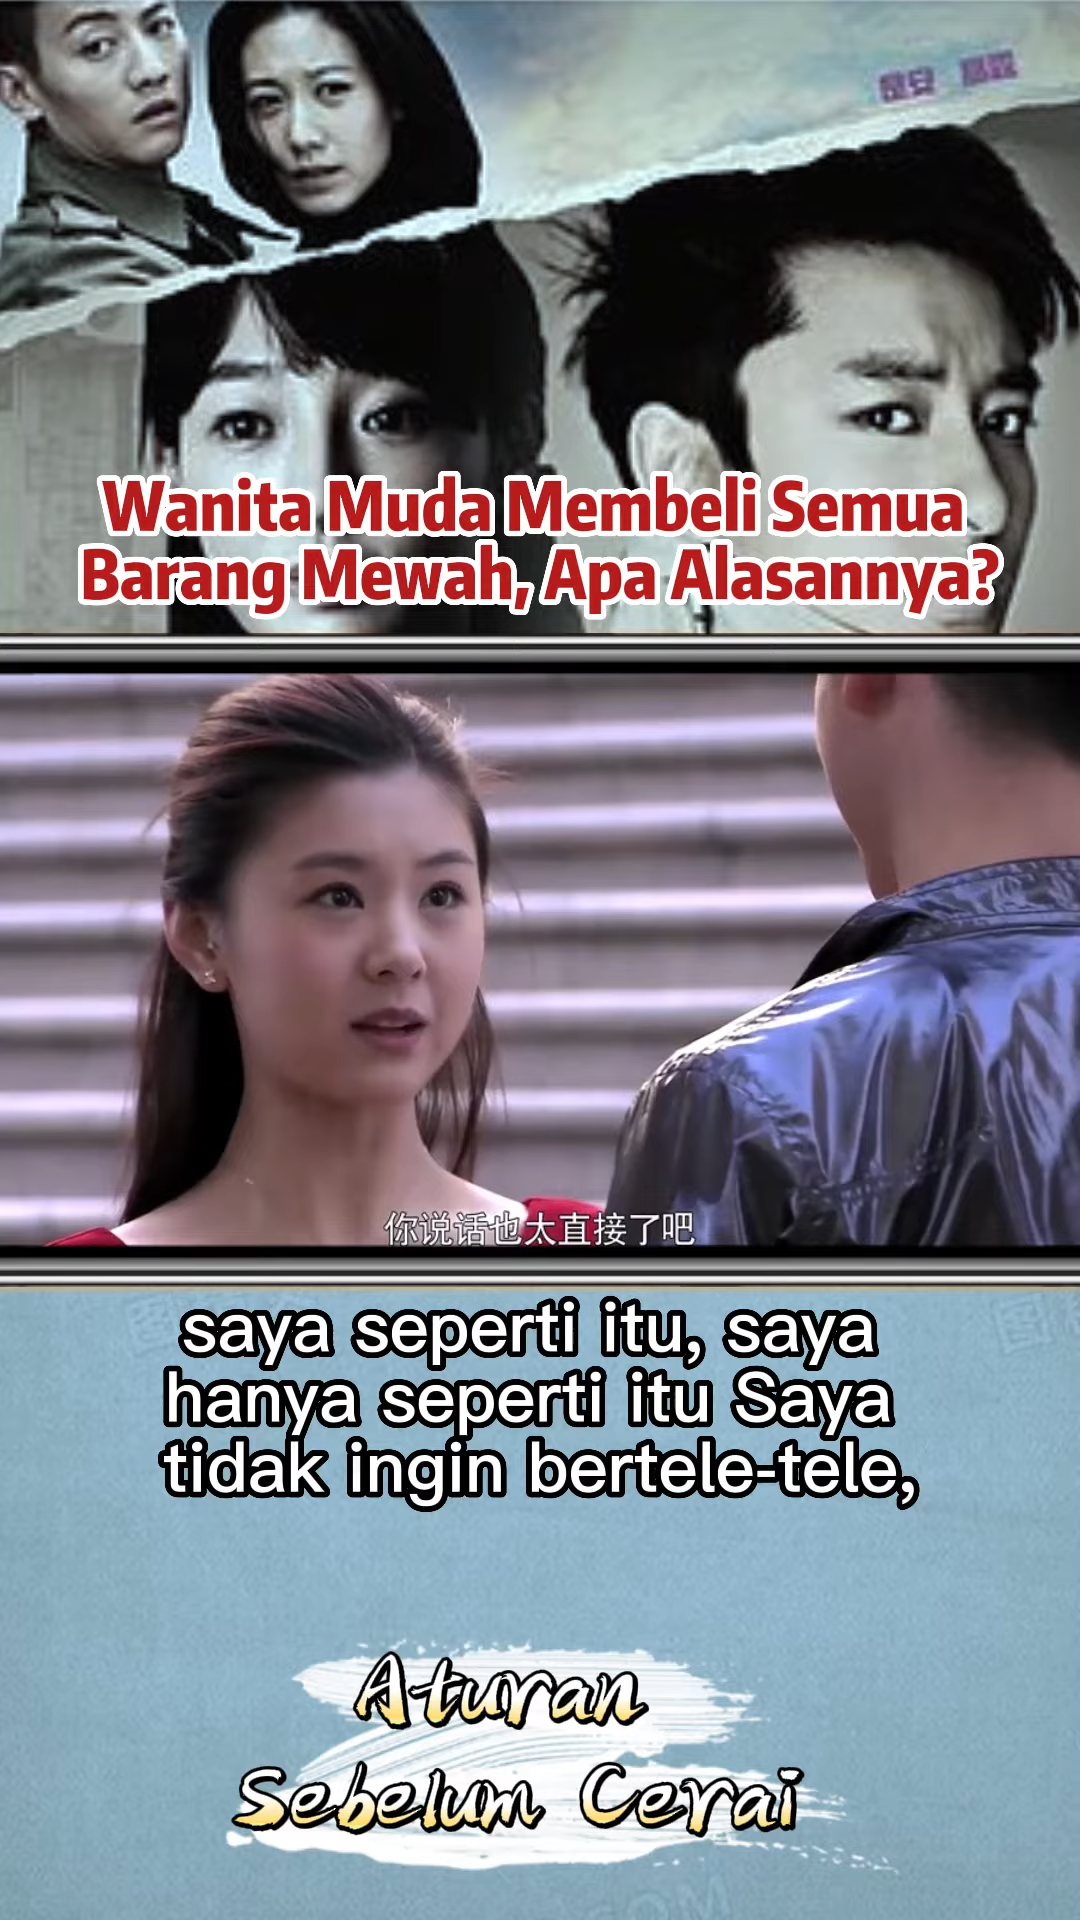 Wanita Muda Membeli Semua
Barang Mewah, Apa Alasannya?
你说话也太直接了吧
saya seperti itu, saya
hanya seperti itu Saya
tidak ingin bertele-tele,
Aturan
Sebelum Cerai